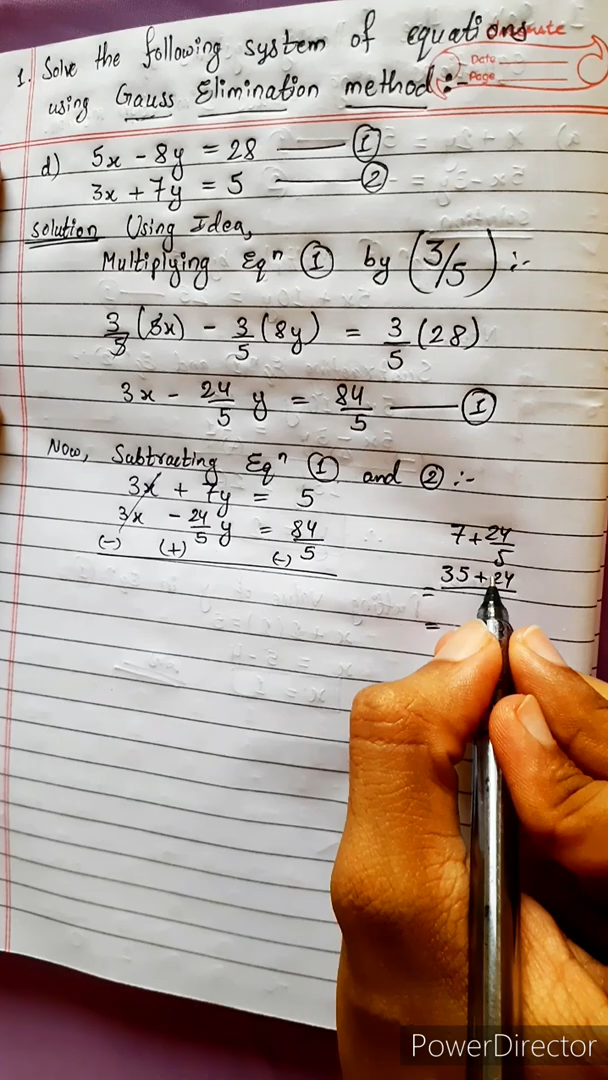 1. Solve the following system of equations
using Gauss Elimination method:-
Date
Page
d) 5x - 8y = 28 —— ①
3x + 7y = 5 —— ②
Solution Using Idea,
Multiplying Eqⁿ ① by (3/5) :-
3/5 (5x) - 3/5 (8y) = 3/5 (28)
3x - 24/5 y = 84/5 —— ①
Now, Subtracting Eqⁿ ① and ② :-
3x + 7y = 5
3x - 24/5 y = 84/5
(-) (+) (-)
7 + 24/5
= 35 + 24
=
PowerDirector